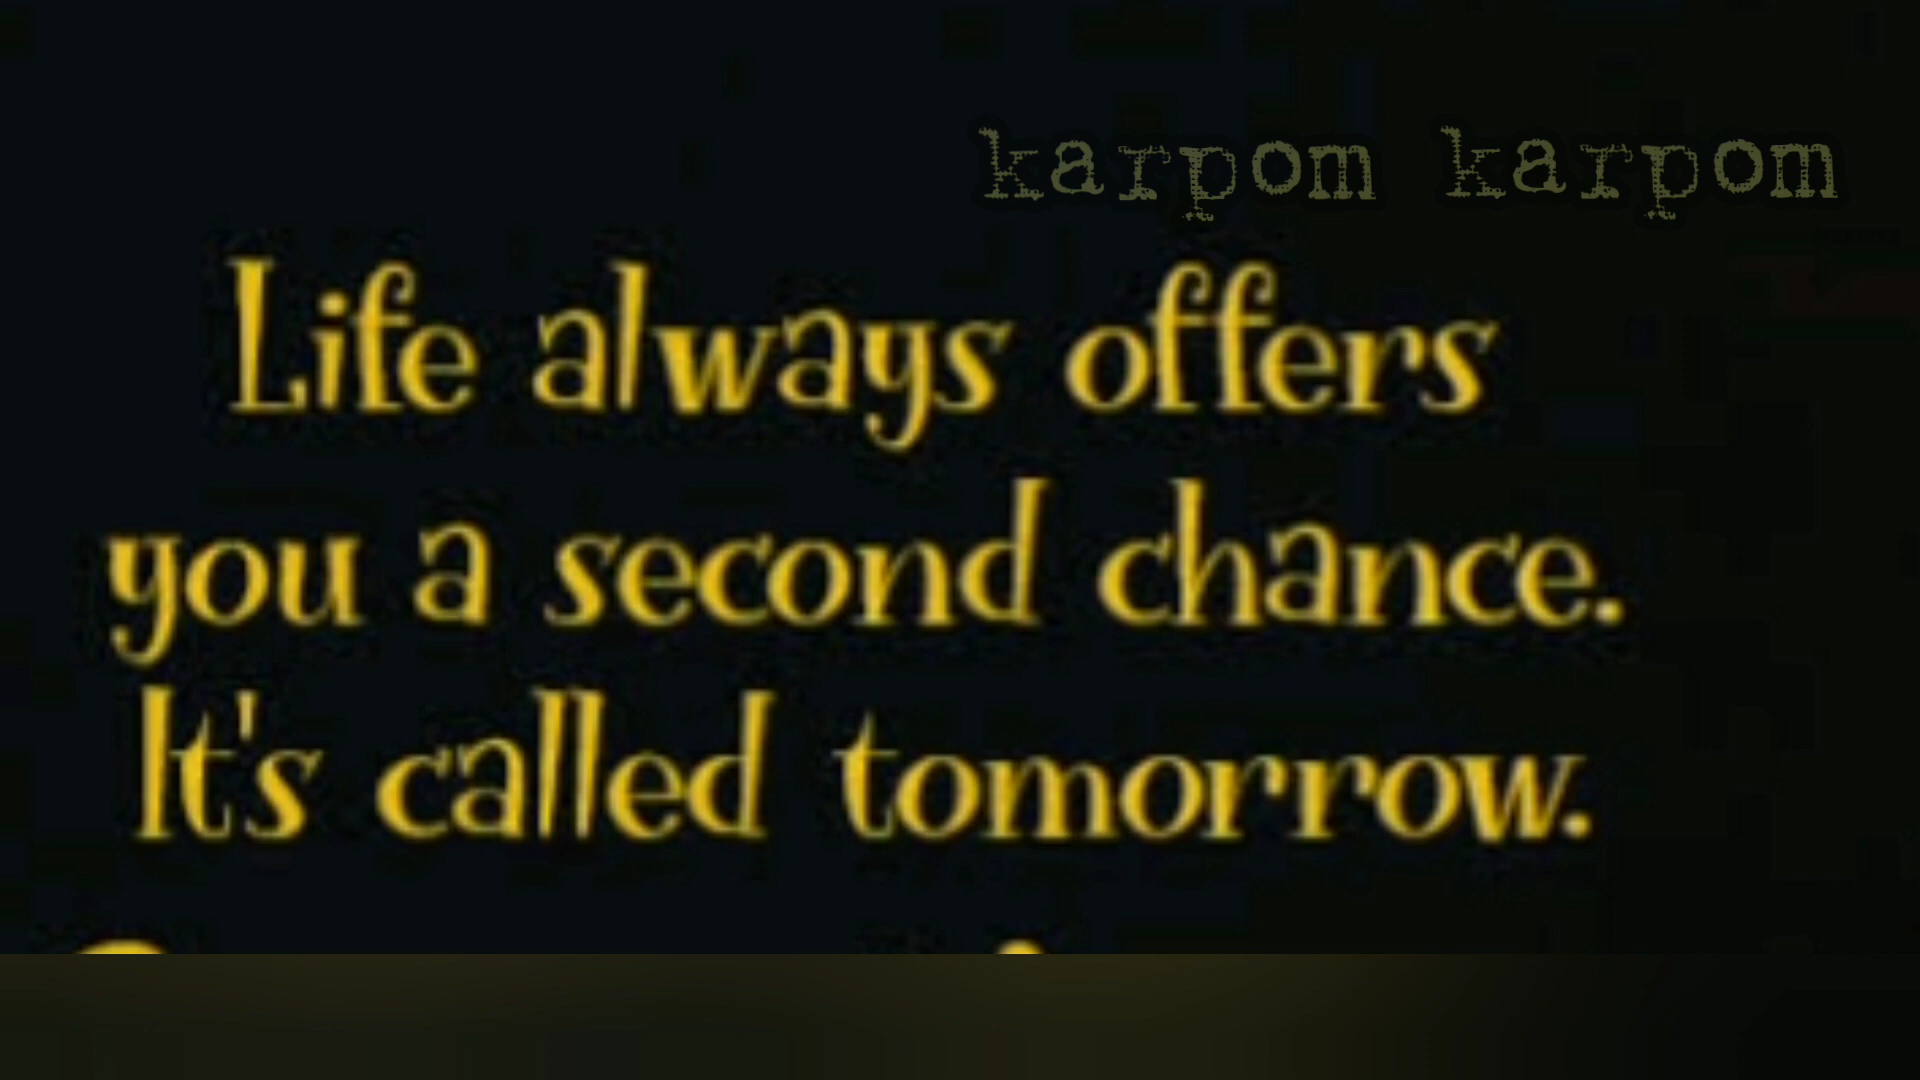 karpom karpom
Life always offers
you a second chance.
It's called tomorrow.